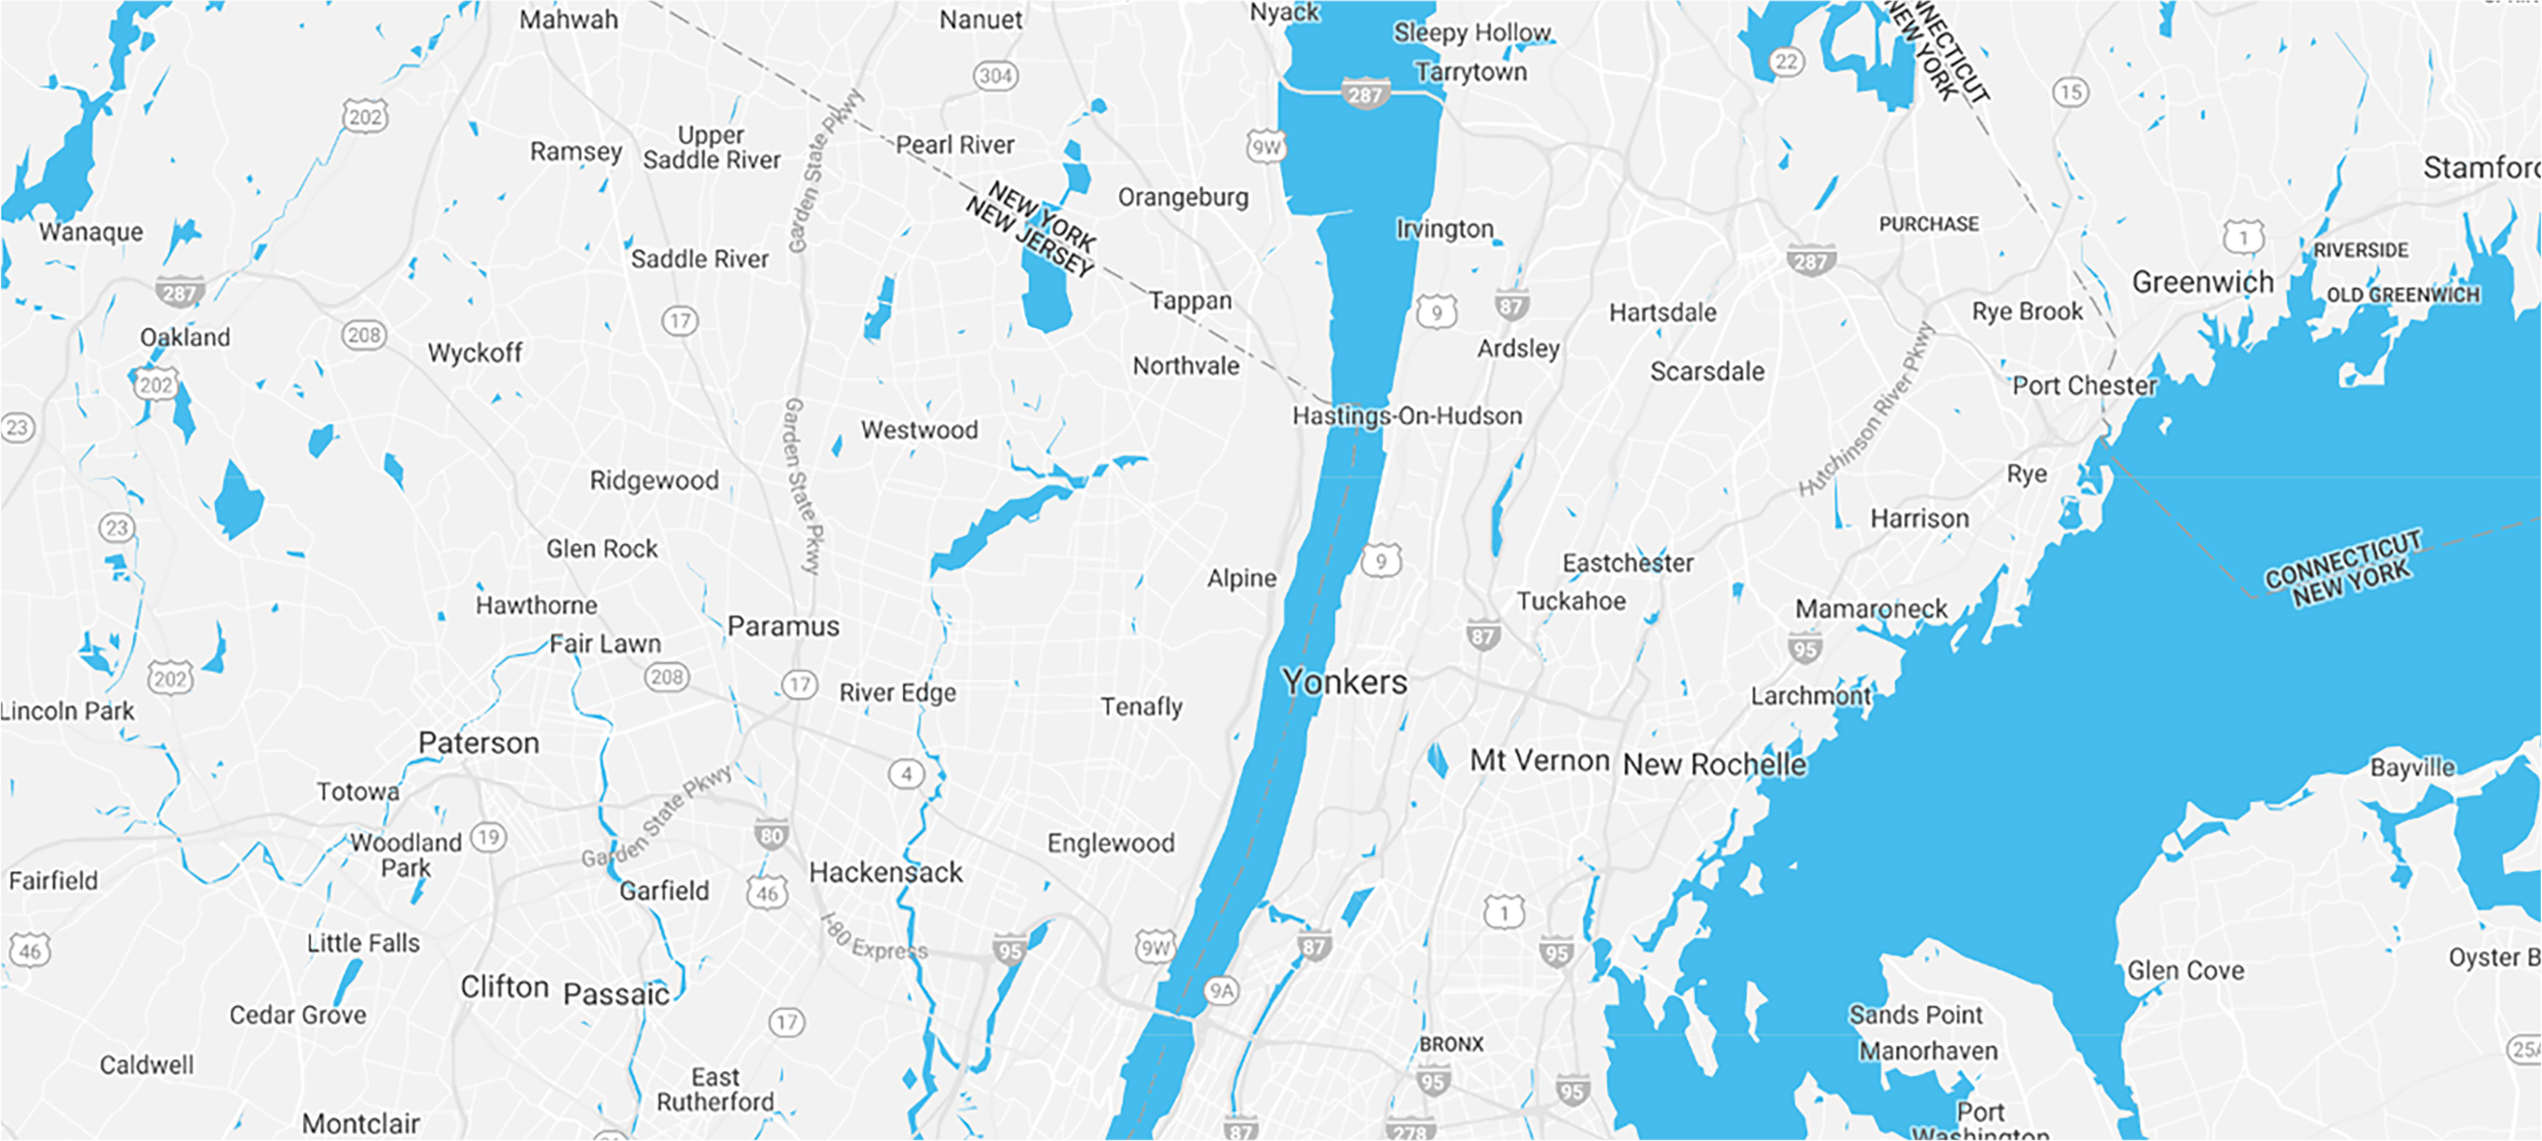 Mahwah
Nanuet
Nyack
Sleepy Hollow
Tarrytown
CONNECTICUT
NEW YORK
304
287
22
15
202
Upper
Saddle River
Ramsey
Garden State Pkwy
Pearl River
9W
Stamford
Wanaque
Orangeburg
NEW YORK
NEW JERSEY
Irvington
PURCHASE
1
RIVERSIDE
287
Saddle River
287
Greenwich
OLD GREENWICH
Tappan
9
87
Hartsdale
Rye Brook
Oakland
208
17
Wyckoff
Ardsley
Northvale
Scarsdale
Hutchinson River Pkwy
202
Port Chester
23
Westwood
Hastings-On-Hudson
Garden State Pkwy
Ridgewood
Rye
23
Harrison
Glen Rock
9
Eastchester
CONNECTICUT
NEW YORK
Alpine
Hawthorne
Tuckahoe
Mamaroneck
Fair Lawn
Paramus
87
95
202
208
17
River Edge
Yonkers
Larchmont
Lincoln Park
Tenafly
Paterson
Mt Vernon
New Rochelle
Bayville
4
Totowa
Garden State Pkwy
80
19
Woodland
Park
Englewood
Fairfield
Hackensack
Garfield
46
1
I-80 Express
46
Little Falls
95
9W
87
95
Glen Cove
Oyster B
Clifton
Passaic
9A
Cedar Grove
17
Sands Point
Manorhaven
BRONX
25A
Caldwell
East
Rutherford
95
95
Montclair
87
278
Port
Washington